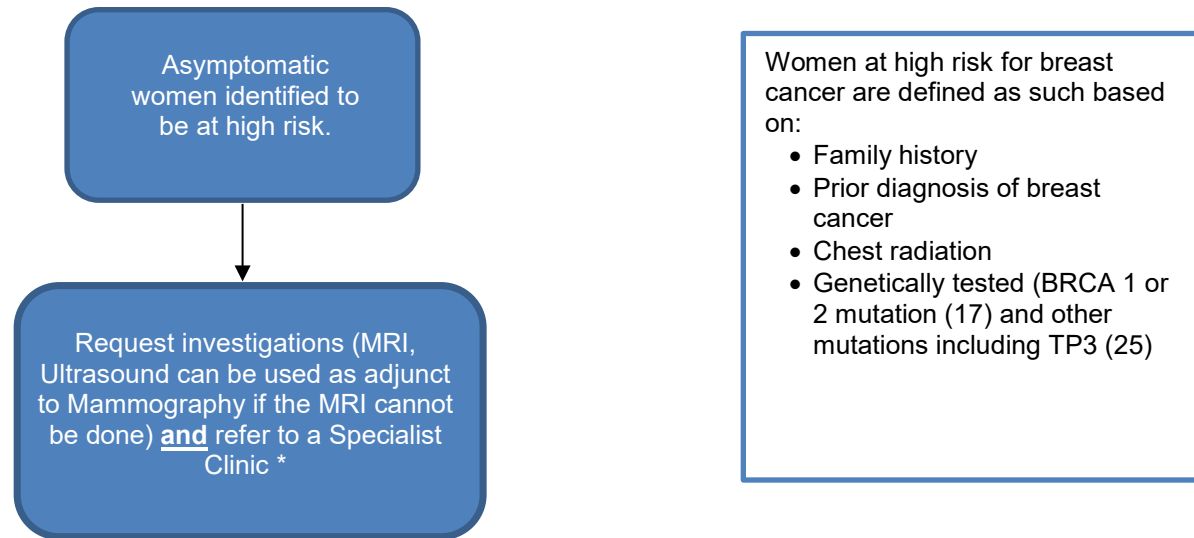 Asymptomatic
women identified to
be at high risk.
Request investigations (MRI,
Ultrasound can be used as adjunct
to Mammography if the MRI cannot
be done) and refer to a Specialist
Clinic *
Women at high risk for breast
cancer are defined as such based
on:
• Family history
• Prior diagnosis of breast
cancer
• Chest radiation
• Genetically tested (BRCA 1 or
2 mutation (17) and other
mutations including TP3 (25)